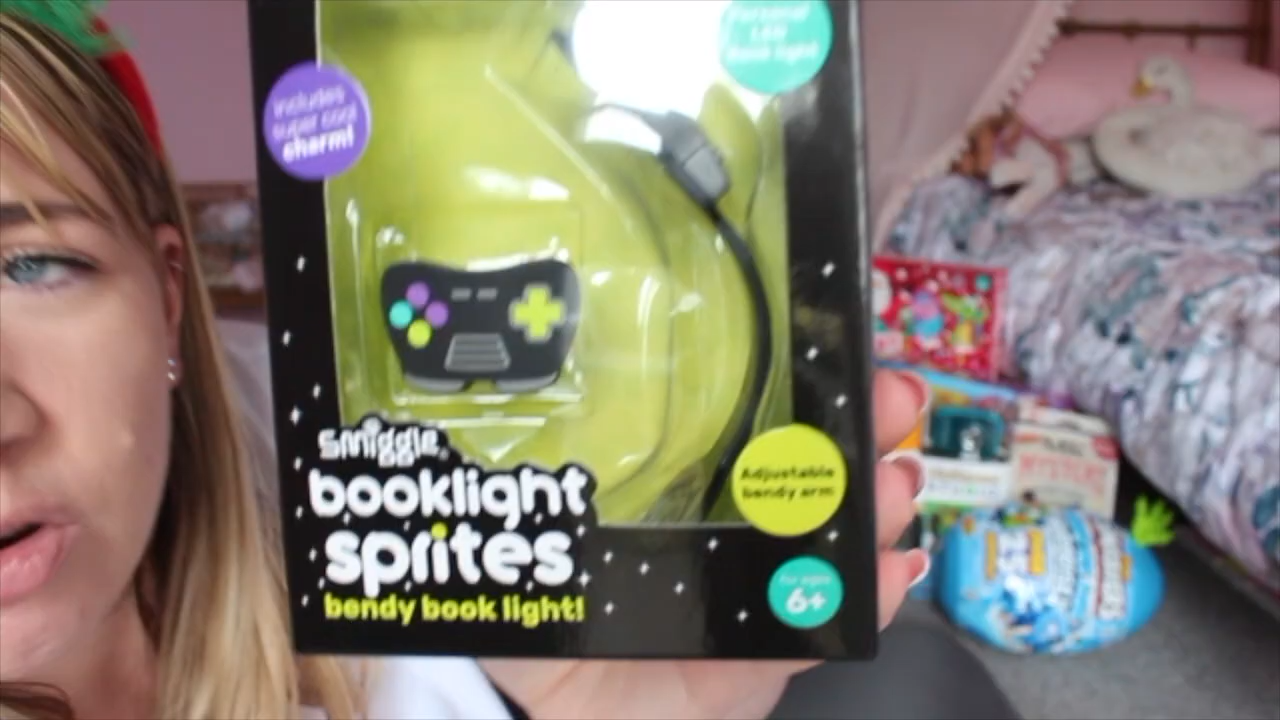 Personal
LED
book light!
includes
super cool
charm!
smiggle
booklight
sprites
bendy book light!
Adjustable
bendy arm
For ages
6+
MYSTERY